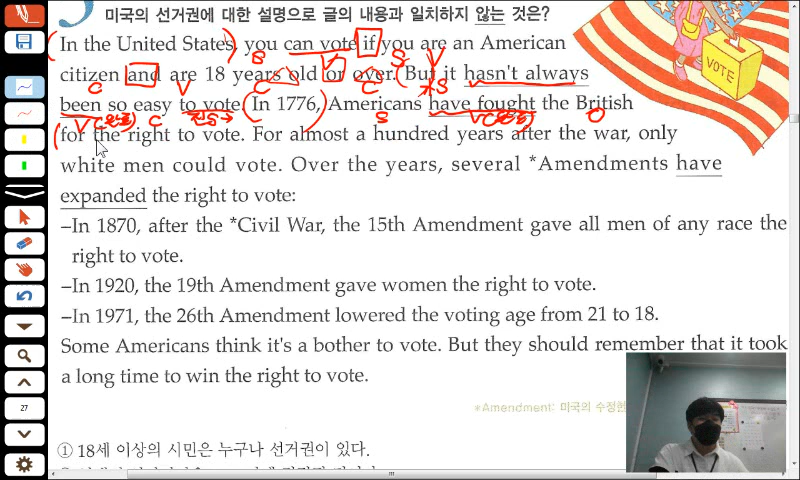 미국의 선거권에 대한 설명으로 글의 내용과 일치하지 않는 것은?
VOTE
In the United States, you can vote if you are an American
citizen and are 18 years old or over. But it hasn't always
been so easy to vote. In 1776, Americans have fought the British
for the right to vote. For almost a hundred years after the war, only
white men could vote. Over the years, several *Amendments have
expanded the right to vote:
–In 1870, after the *Civil War, the 15th Amendment gave all men of any race the
right to vote.
–In 1920, the 19th Amendment gave women the right to vote.
–In 1971, the 26th Amendment lowered the voting age from 21 to 18.
Some Americans think it's a bother to vote. But they should remember that it took
a long time to win the right to vote.
*Amendment: 미국의 수정헌
① 18세 이상의 시민은 누구나 선거권이 있다.
27